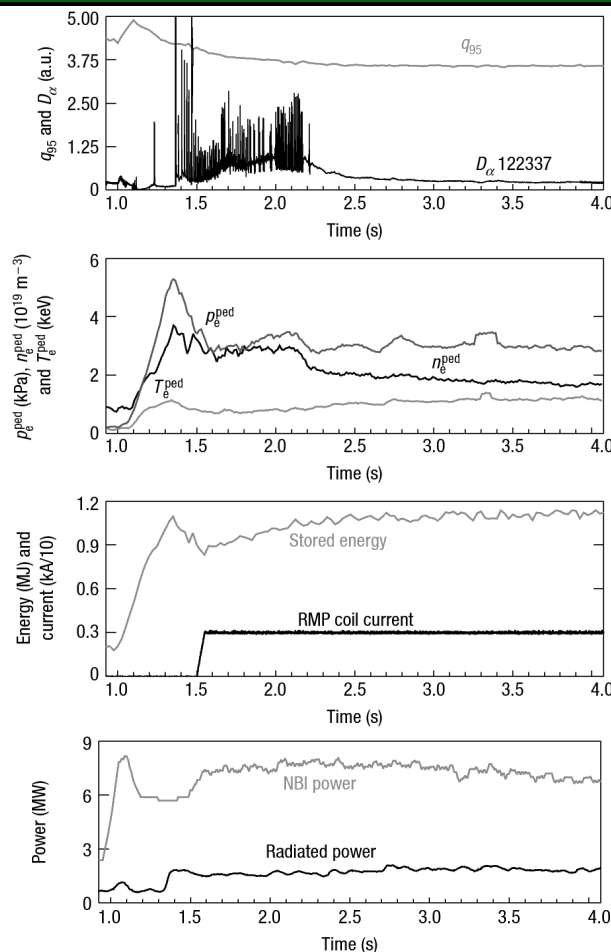 5.00
3.75
2.50
1.25
0
q95 and Dα (a.u.)
q95
Dα 122337
1.0 1.5 2.0 2.5 3.0 3.5 4.0
Time (s)
6
4
2
0
pe^ped (kPa), ne^ped (10^19 m^−3)
and Te^ped (keV)
pe^ped
ne^ped
Te^ped
1.0 1.5 2.0 2.5 3.0 3.5 4.0
Time (s)
1.2
0.9
0.6
0.3
0
Energy (MJ) and
current (kA/10)
Stored energy
RMP coil current
1.0 1.5 2.0 2.5 3.0 3.5 4.0
Time (s)
9
6
3
0
Power (MW)
NBI power
Radiated power
1.0 1.5 2.0 2.5 3.0 3.5 4.0
Time (s)